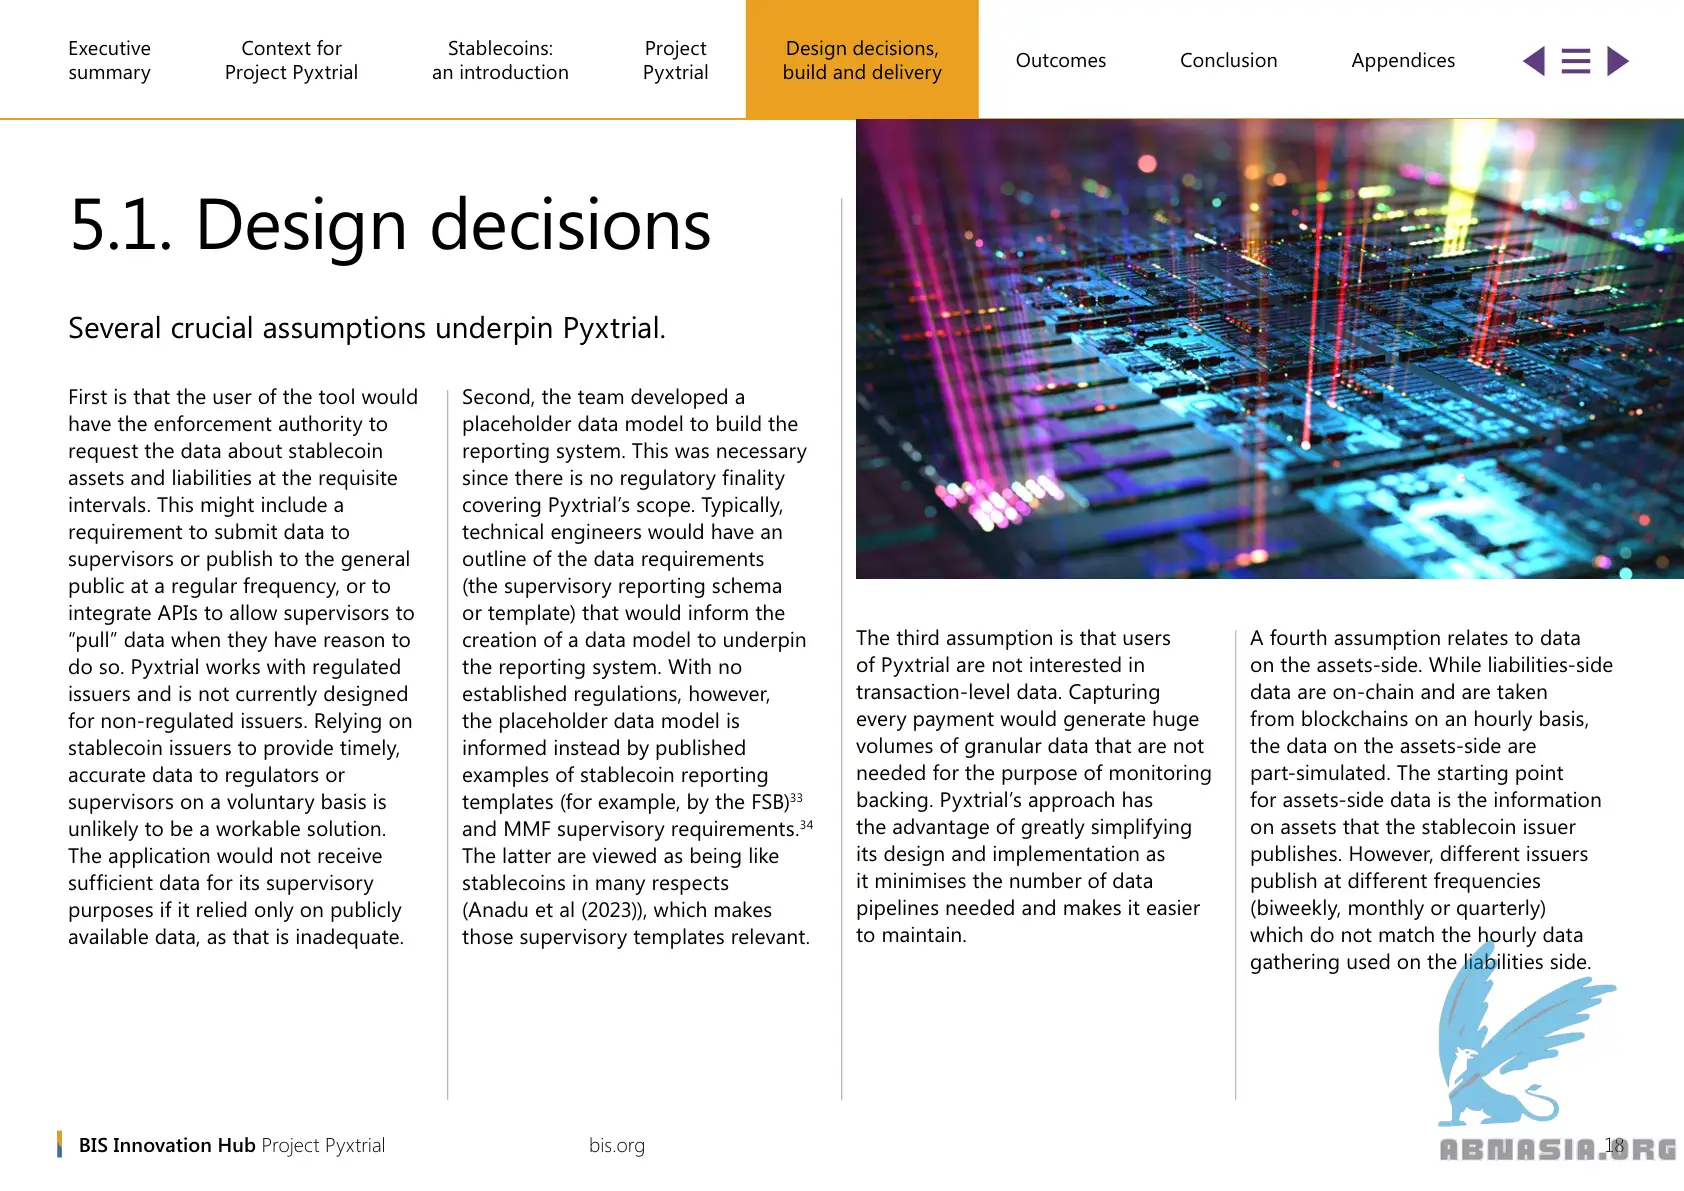 Executive
summary
Context for
Project Pyxtrial
Stablecoins:
an introduction
Project
Pyxtrial
Design decisions,
build and delivery
Outcomes
Conclusion
Appendices
5.1. Design decisions
Several crucial assumptions underpin Pyxtrial.
First is that the user of the tool would
have the enforcement authority to
request the data about stablecoin
assets and liabilities at the requisite
intervals. This might include a
requirement to submit data to
supervisors or publish to the general
public at a regular frequency, or to
integrate APIs to allow supervisors to
“pull” data when they have reason to
do so. Pyxtrial works with regulated
issuers and is not currently designed
for non-regulated issuers. Relying on
stablecoin issuers to provide timely,
accurate data to regulators or
supervisors on a voluntary basis is
unlikely to be a workable solution.
The application would not receive
sufficient data for its supervisory
purposes if it relied only on publicly
available data, as that is inadequate.
Second, the team developed a
placeholder data model to build the
reporting system. This was necessary
since there is no regulatory finality
covering Pyxtrial’s scope. Typically,
technical engineers would have an
outline of the data requirements
(the supervisory reporting schema
or template) that would inform the
creation of a data model to underpin
the reporting system. With no
established regulations, however,
the placeholder data model is
informed instead by published
examples of stablecoin reporting
templates (for example, by the FSB)33
and MMF supervisory requirements.34
The latter are viewed as being like
stablecoins in many respects
(Anadu et al (2023)), which makes
those supervisory templates relevant.
The third assumption is that users
of Pyxtrial are not interested in
transaction-level data. Capturing
every payment would generate huge
volumes of granular data that are not
needed for the purpose of monitoring
backing. Pyxtrial’s approach has
the advantage of greatly simplifying
its design and implementation as
it minimises the number of data
pipelines needed and makes it easier
to maintain.
A fourth assumption relates to data
on the assets-side. While liabilities-side
data are on-chain and are taken
from blockchains on an hourly basis,
the data on the assets-side are
part-simulated. The starting point
for assets-side data is the information
on assets that the stablecoin issuer
publishes. However, different issuers
publish at different frequencies
(biweekly, monthly or quarterly)
which do not match the hourly data
gathering used on the liabilities side.
BIS Innovation Hub Project Pyxtrial
bis.org
18
ABNASIA.ORG